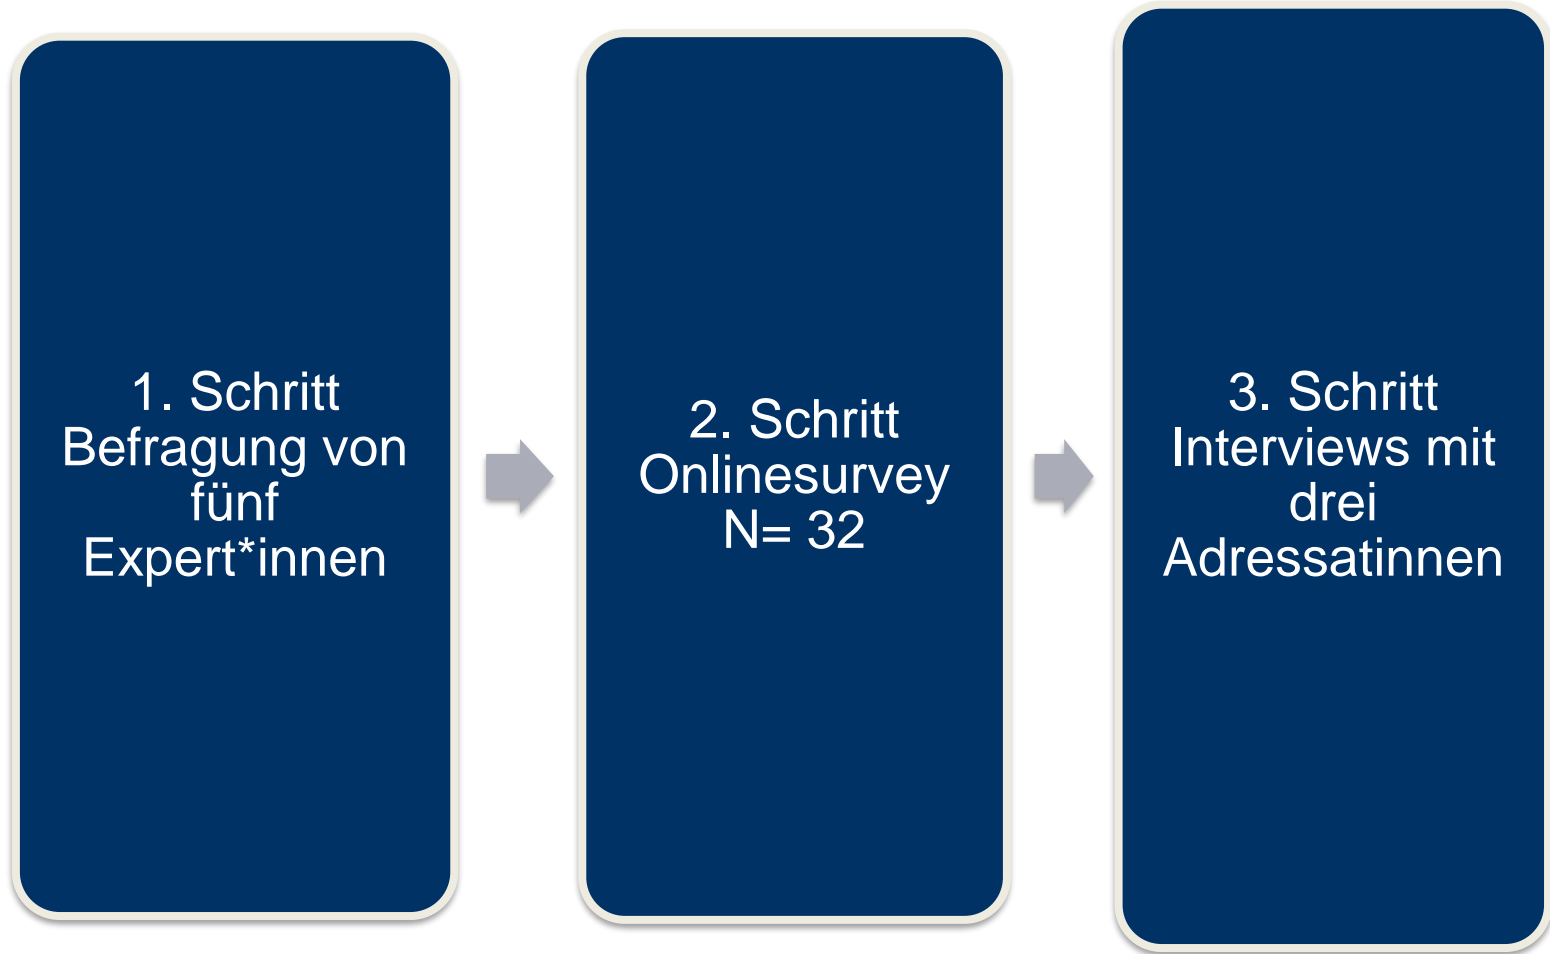 1. Schritt
Befragung von
fünf
Expert*innen
2. Schritt
Onlinesurvey
N= 32
3. Schritt
Interviews mit
drei
Adressatinnen